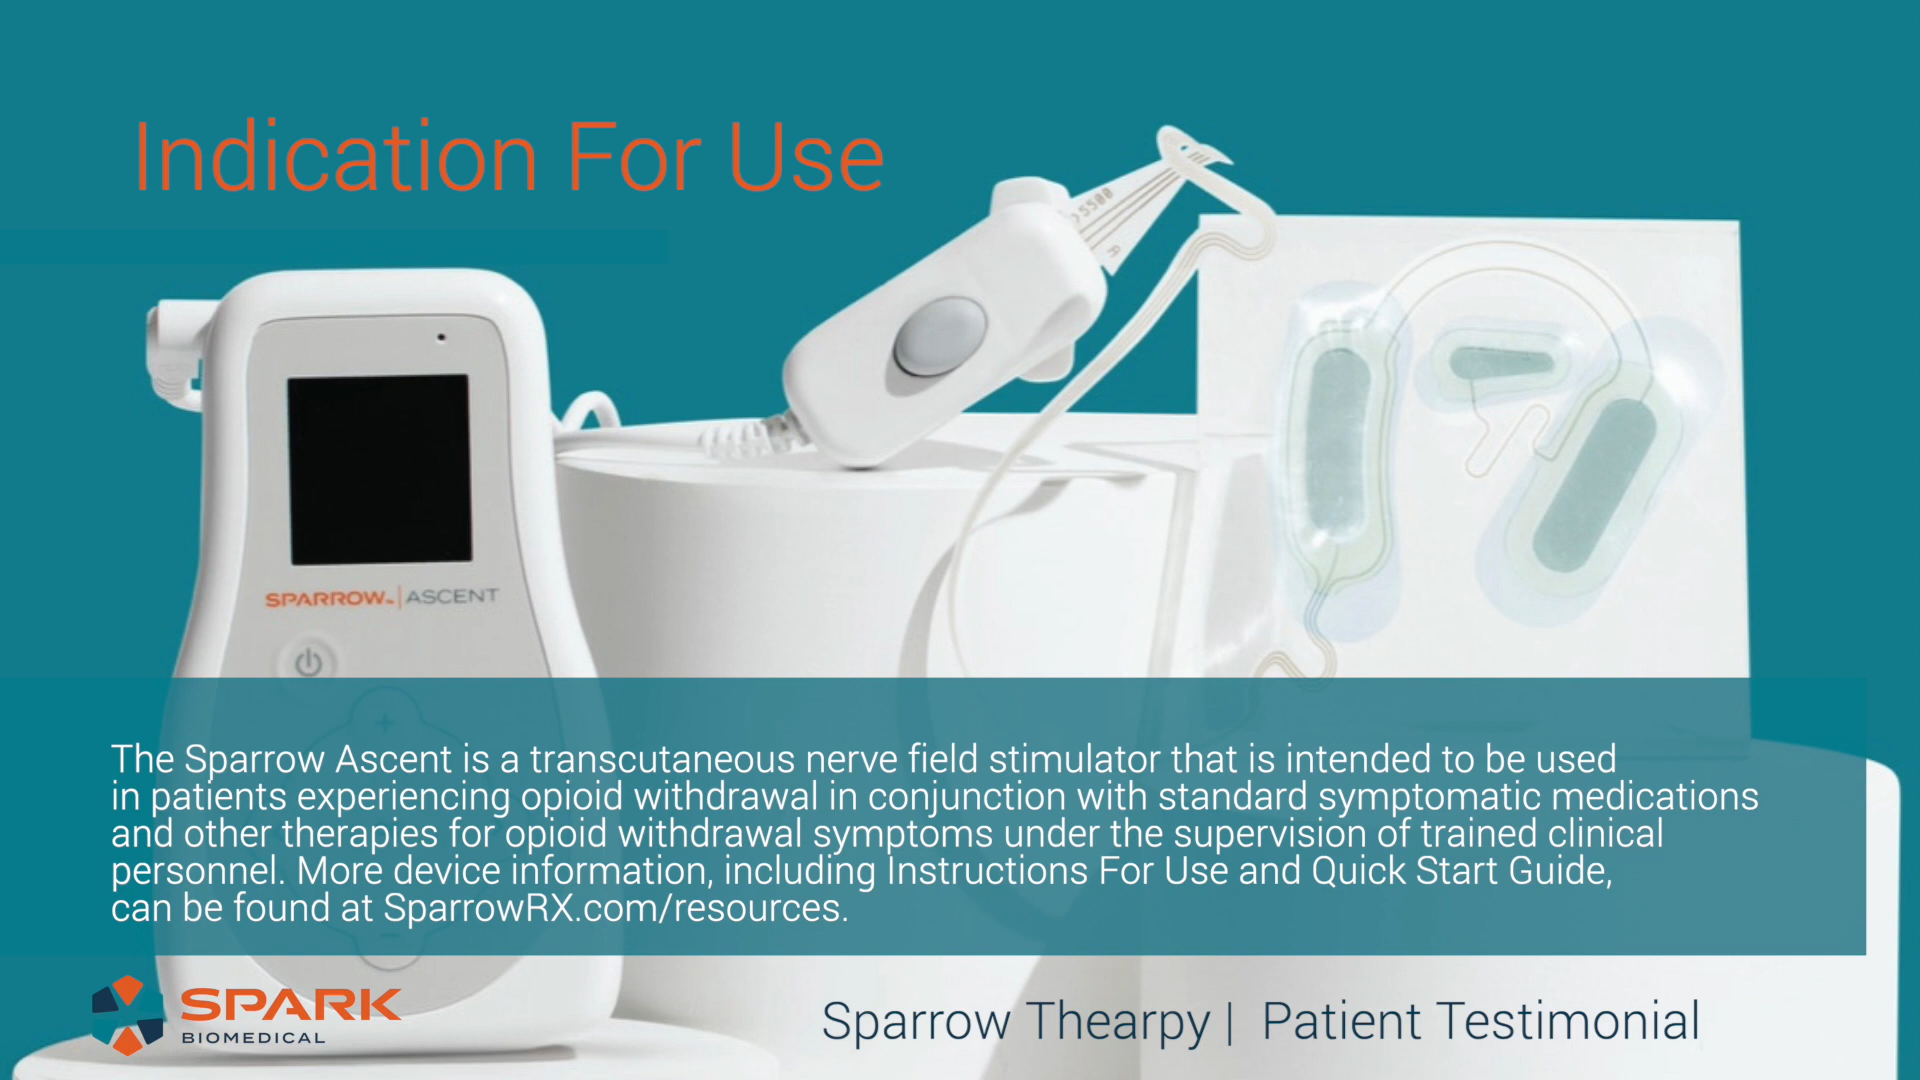 Indication For Use
5500
A
SPARROW™ | ASCENT
The Sparrow Ascent is a transcutaneous nerve field stimulator that is intended to be used
in patients experiencing opioid withdrawal in conjunction with standard symptomatic medications
and other therapies for opioid withdrawal symptoms under the supervision of trained clinical
personnel. More device information, including Instructions For Use and Quick Start Guide,
can be found at SparrowRX.com/resources.
SPARK
BIOMEDICAL
Sparrow Thearpy | Patient Testimonial